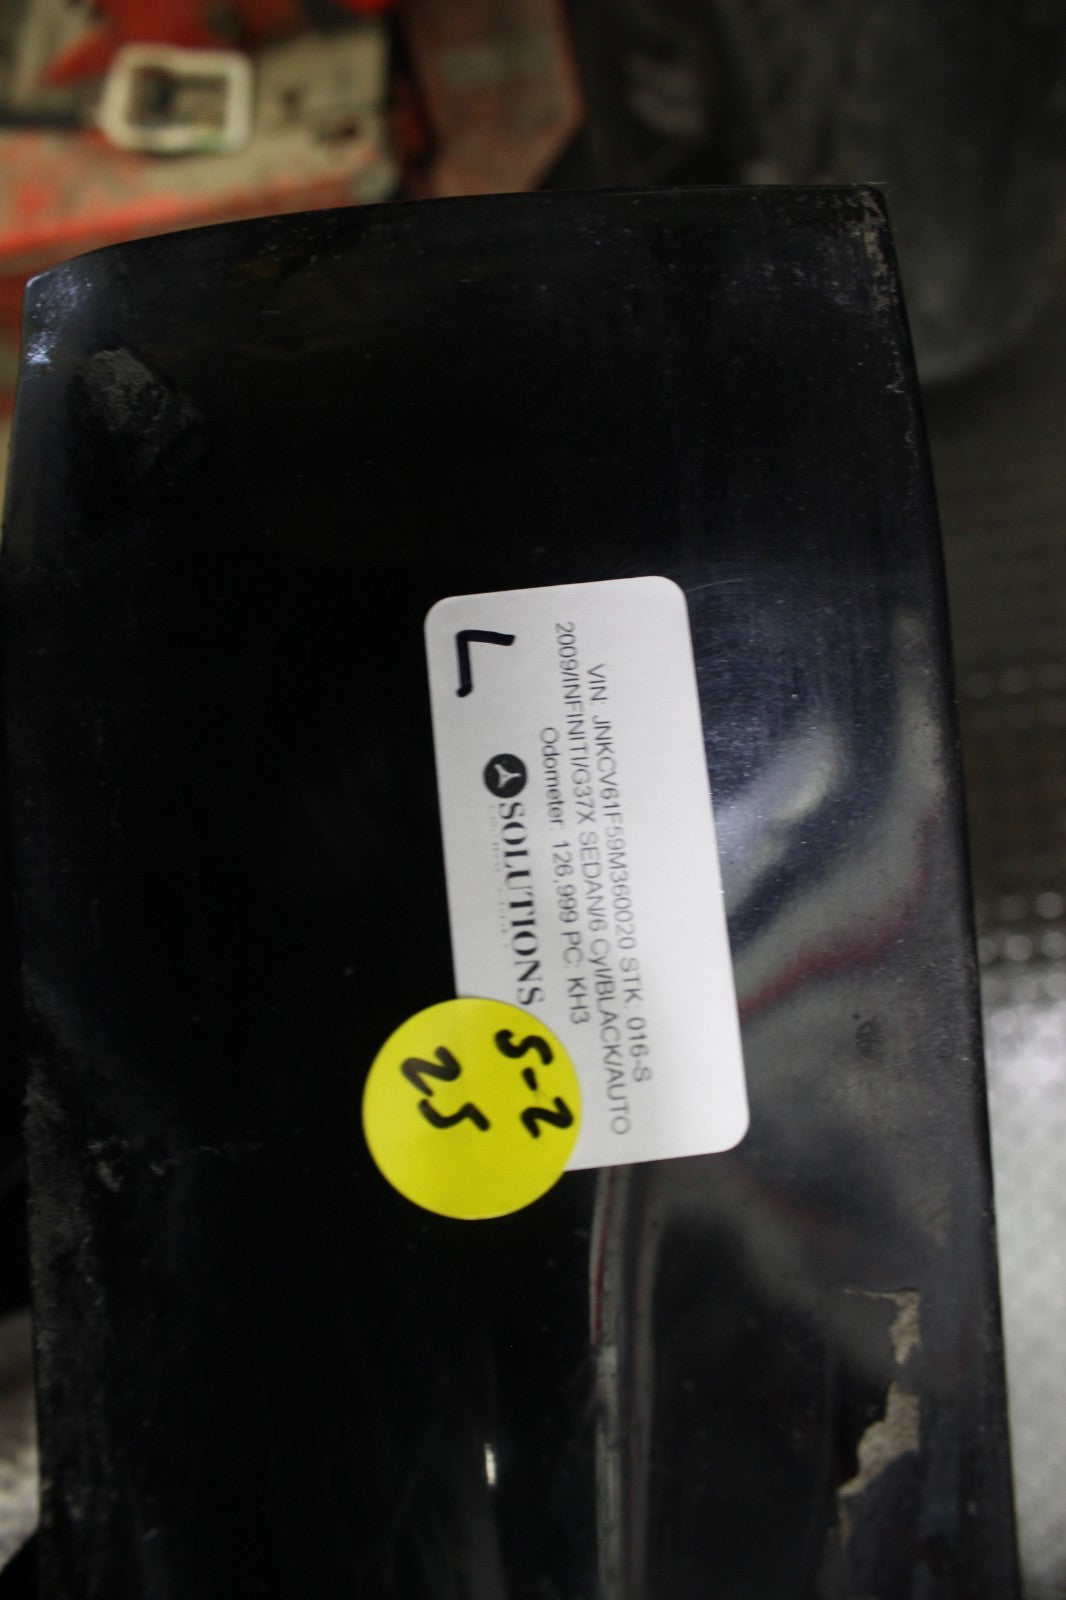 VIN: JNKCV61F59M360020 STK: 016-S
2009/INFINITI/G37X SEDAN/6 Cyl/BLACK/AUTO
Odometer: 126,999 PC: KH3
L
SOLUTIONS
S-2
25